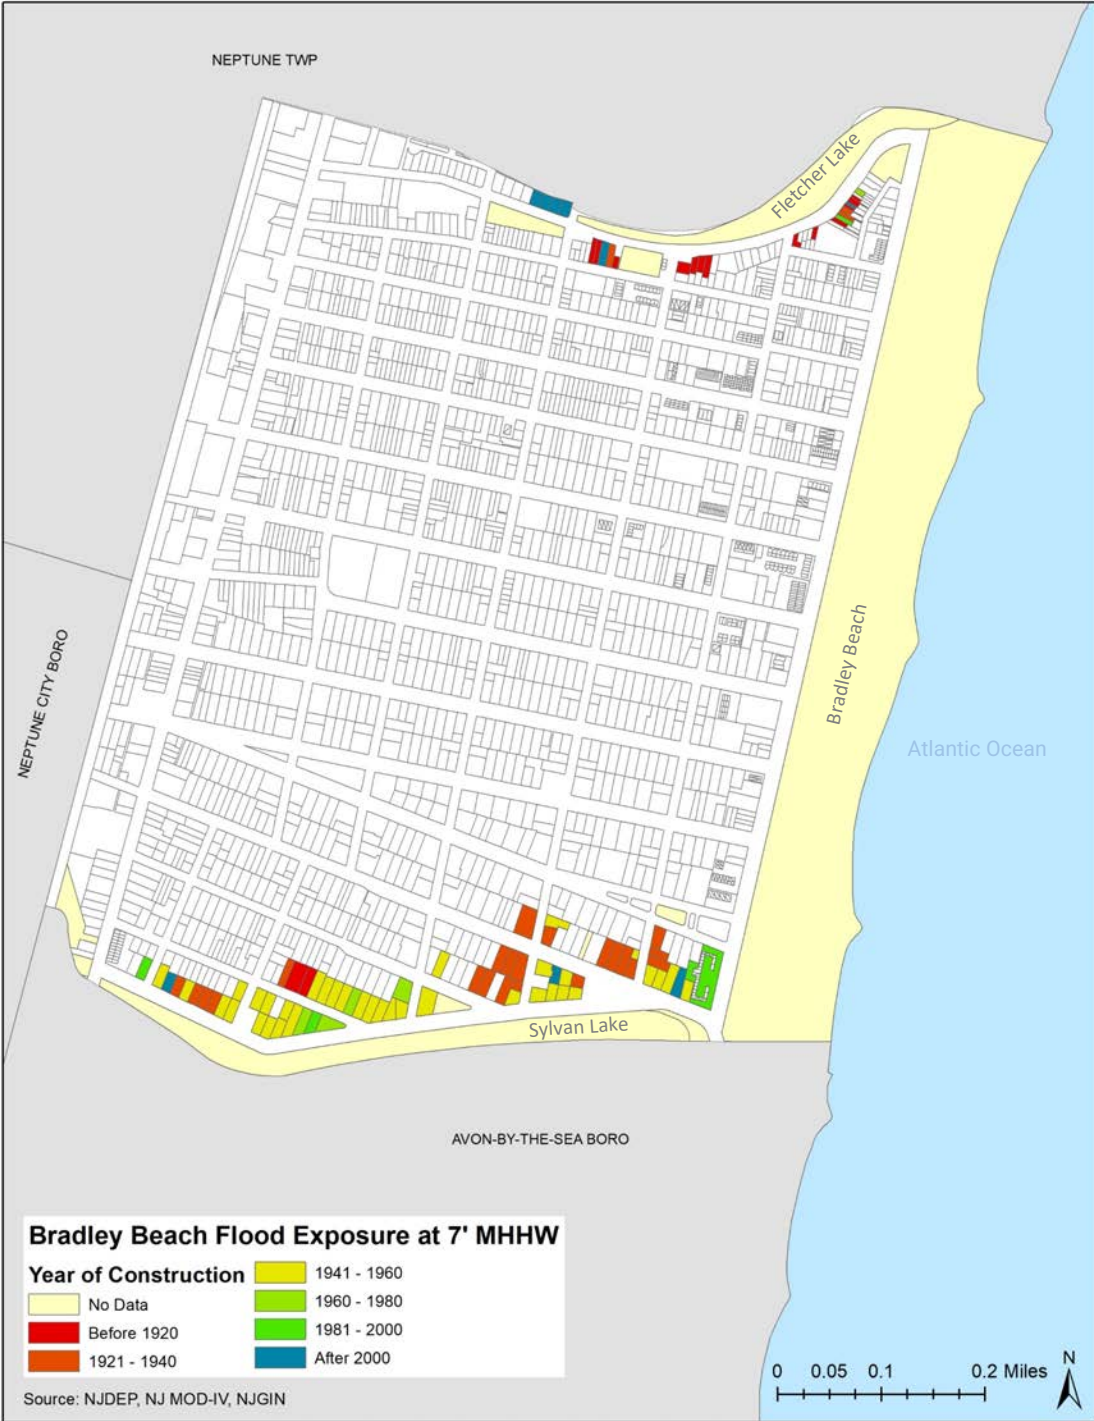 NEPTUNE TWP
Fletcher Lake
NEPTUNE CITY BORO
Bradley Beach
Atlantic Ocean
Sylvan Lake
AVON-BY-THE-SEA BORO
Bradley Beach Flood Exposure at 7' MHHW
Year of Construction
No Data
Before 1920
1921 - 1940
1941 - 1960
1960 - 1980
1981 - 2000
After 2000
Source: NJDEP, NJ MOD-IV, NJGIN
0 0.05 0.1 0.2 Miles
N